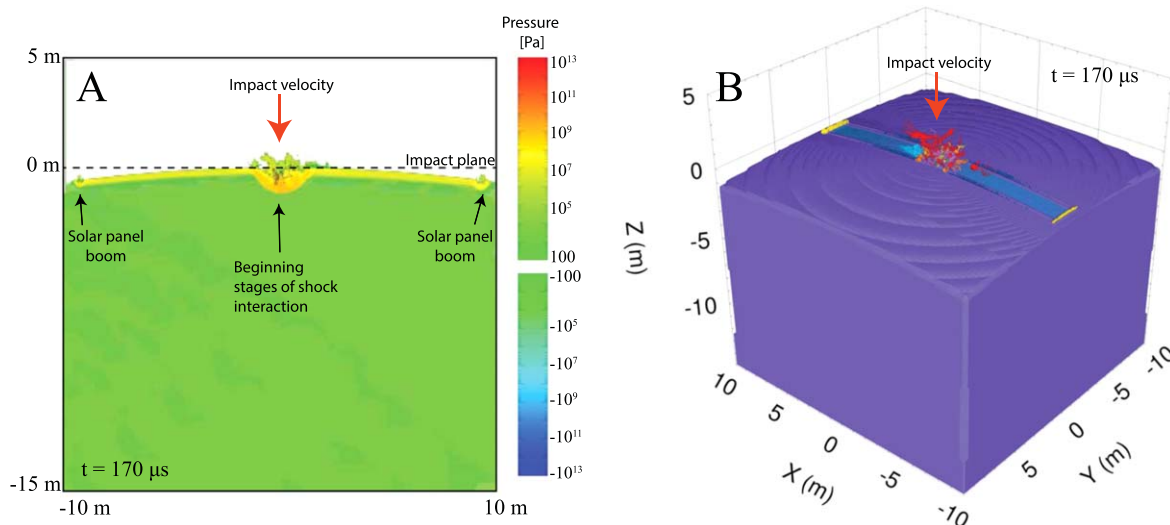 Pressure
[Pa]
5 m
A
Impact velocity
0 m
Impact plane
Solar panel
boom
Beginning
stages of shock
interaction
Solar panel
boom
t = 170 μs
-15 m
-10 m
10 m
10¹³
10¹¹
10⁹
10⁷
10⁵
100
-100
-10⁵
-10⁷
-10⁹
-10¹¹
-10¹³
B
Impact velocity
t = 170 μs
5
0
-5
-10
Z (m)
10
5
0
-5
-10
X (m)
5
0
-5
-10
Y (m)